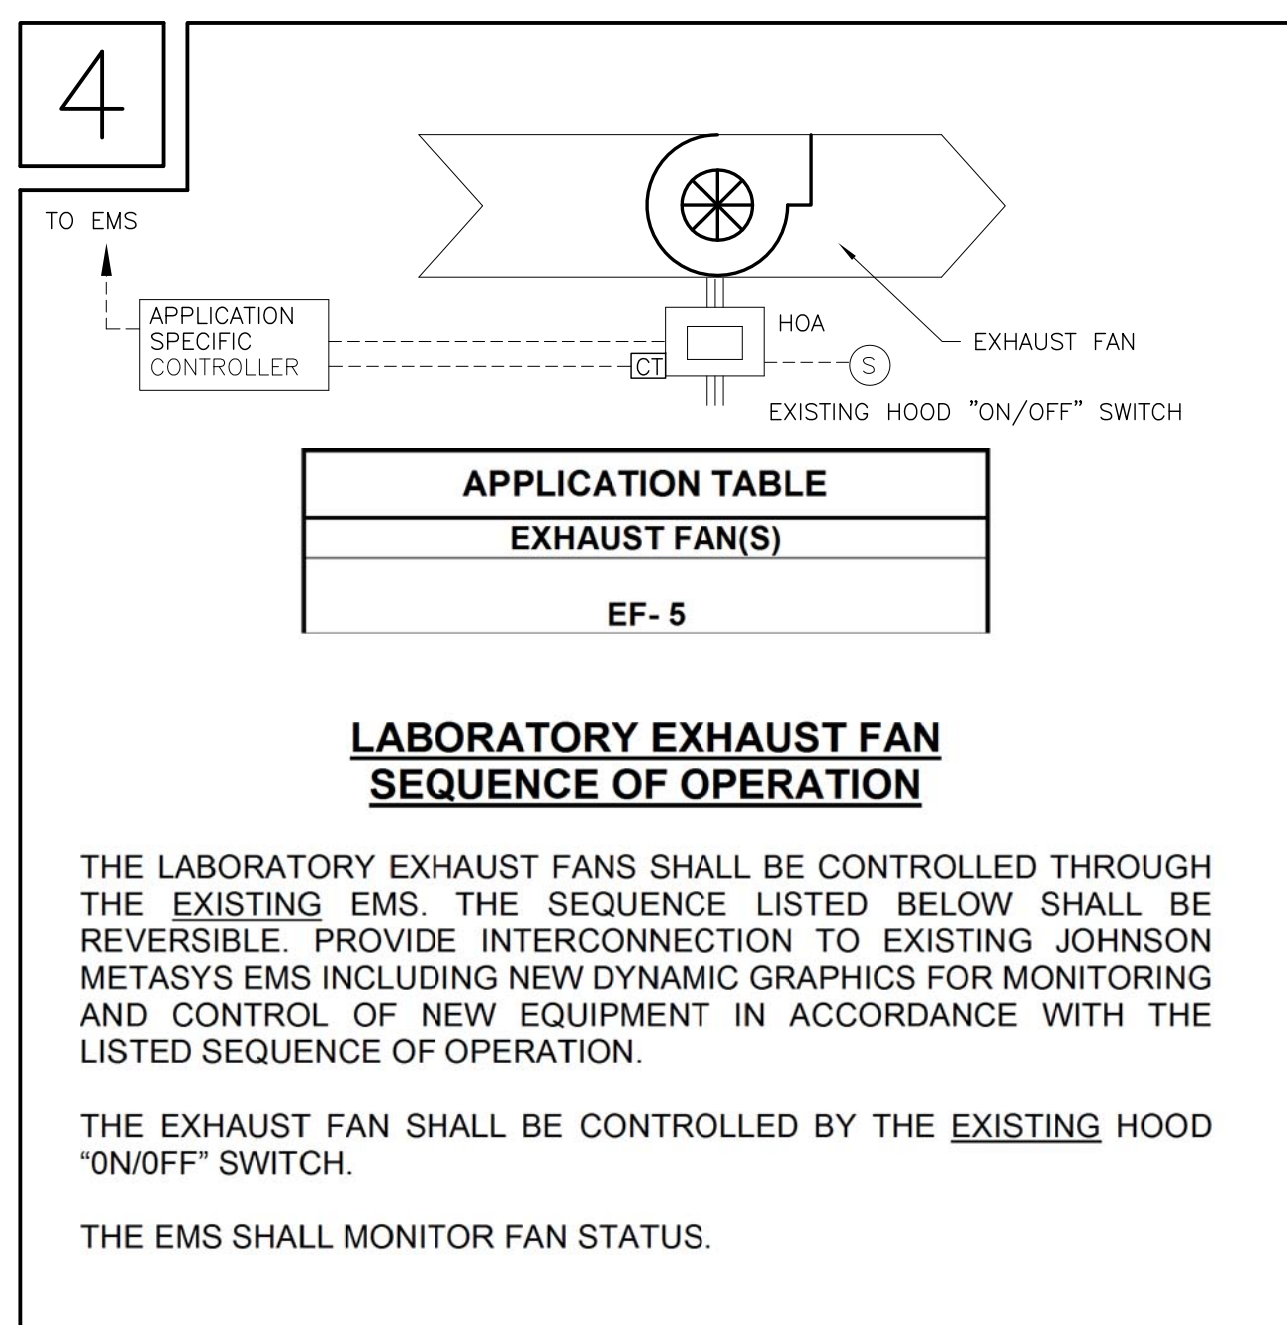 4
TO EMS
APPLICATION
SPECIFIC
CONTROLLER
CT
HOA
S
EXHAUST FAN
EXISTING HOOD "ON/OFF" SWITCH
APPLICATION TABLE
EXHAUST FAN(S)
EF- 5
LABORATORY EXHAUST FAN
SEQUENCE OF OPERATION
THE LABORATORY EXHAUST FANS SHALL BE CONTROLLED THROUGH
THE EXISTING EMS. THE SEQUENCE LISTED BELOW SHALL BE
REVERSIBLE. PROVIDE INTERCONNECTION TO EXISTING JOHNSON
METASYS EMS INCLUDING NEW DYNAMIC GRAPHICS FOR MONITORING
AND CONTROL OF NEW EQUIPMENT IN ACCORDANCE WITH THE
LISTED SEQUENCE OF OPERATION.
THE EXHAUST FAN SHALL BE CONTROLLED BY THE EXISTING HOOD
“0N/0FF” SWITCH.
THE EMS SHALL MONITOR FAN STATUS.